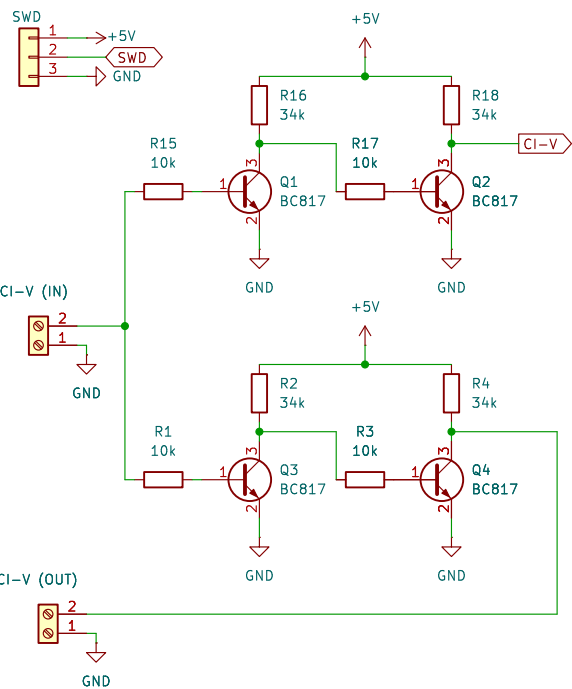 SWD
1
+5V
2
SWD
3
GND
+5V
R16
34k
R18
34k
R15
10k
R17
10k
CI-V
3
1
Q1
BC817
2
3
1
Q2
BC817
2
GND
GND
CI-V (IN)
2
1
GND
+5V
R2
34k
R4
34k
R1
10k
R3
10k
3
1
Q3
BC817
2
3
1
Q4
BC817
2
GND
GND
CI-V (OUT)
2
1
GND